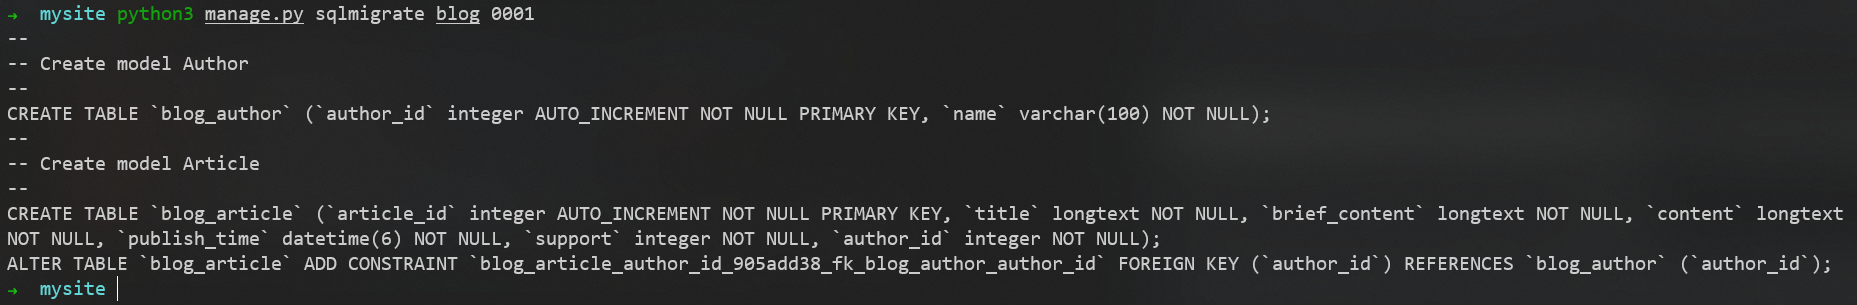 → mysite python3 manage.py sqlmigrate blog 0001
--
-- Create model Author
--
CREATE TABLE `blog_author` (`author_id` integer AUTO_INCREMENT NOT NULL PRIMARY KEY, `name` varchar(100) NOT NULL);
--
-- Create model Article
--
CREATE TABLE `blog_article` (`article_id` integer AUTO_INCREMENT NOT NULL PRIMARY KEY, `title` longtext NOT NULL, `brief_content` longtext NOT NULL, `content` longtext
NOT NULL, `publish_time` datetime(6) NOT NULL, `support` integer NOT NULL, `author_id` integer NOT NULL);
ALTER TABLE `blog_article` ADD CONSTRAINT `blog_article_author_id_905add38_fk_blog_author_author_id` FOREIGN KEY (`author_id`) REFERENCES `blog_author` (`author_id`);
→ mysite